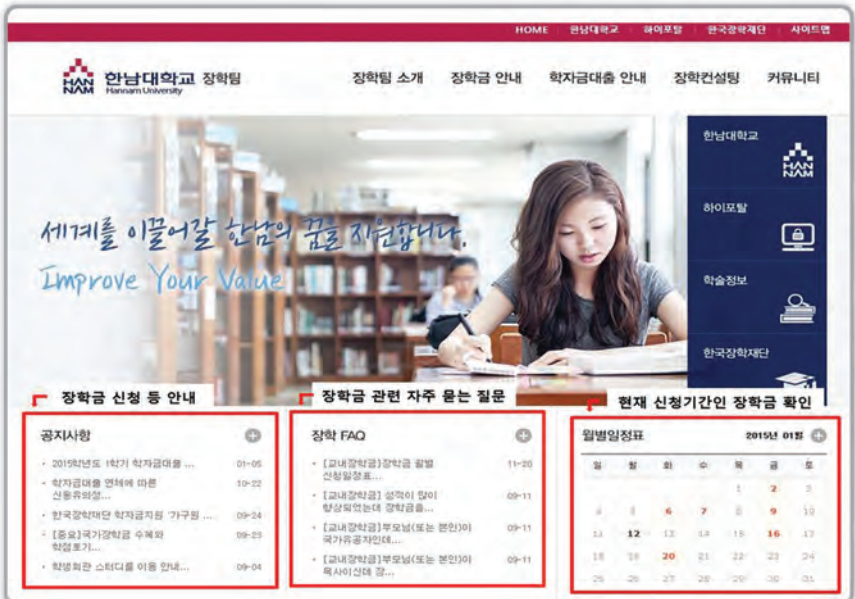 HOME 한남대학교 하이포탈 한국장학재단 사이트맵
HAN
NAM
한남대학교 장학팀
Hannam University
장학팀 소개 장학금 안내 학자금대출 안내 장학컨설팅 커뮤니티
세계를 이끌어갈 한남의 꿈을 지원합니다.
Improve Your Value
한남대학교
HAN
NAM
하이포탈
학술정보
한국장학재단
장학금 신청 등 안내
공지사항
2015학년도 1학기 학자금대출 ... 01-05
학자금대출 연체에 따른
신용유의정... 10-22
한국장학재단 학자금지원 '가구원 ... 09-24
[중요]국가장학금 수혜와
학점포기... 09-23
학생회관 스터디룸 이용 안내... 09-04
장학금 관련 자주 묻는 질문
장학 FAQ
[교내장학금]장학금 월별
신청일정표... 11-20
[교내장학금] 성적이 많이
향상되었는데 장학금을... 09-11
[교내장학금]부모님(또는 본인)이
국가유공자인데... 09-11
[교내장학금]부모님(또는 본인)이
목사이신데 장... 09-11
현재 신청기간인 장학금 확인
월별일정표 2015년 01월
일 월 화 수 목 금 토
1 2 3
4 5 6 7 8 9 10
11 12 13 14 15 16 17
18 19 20 21 22 23 24
25 26 27 28 29 30 31